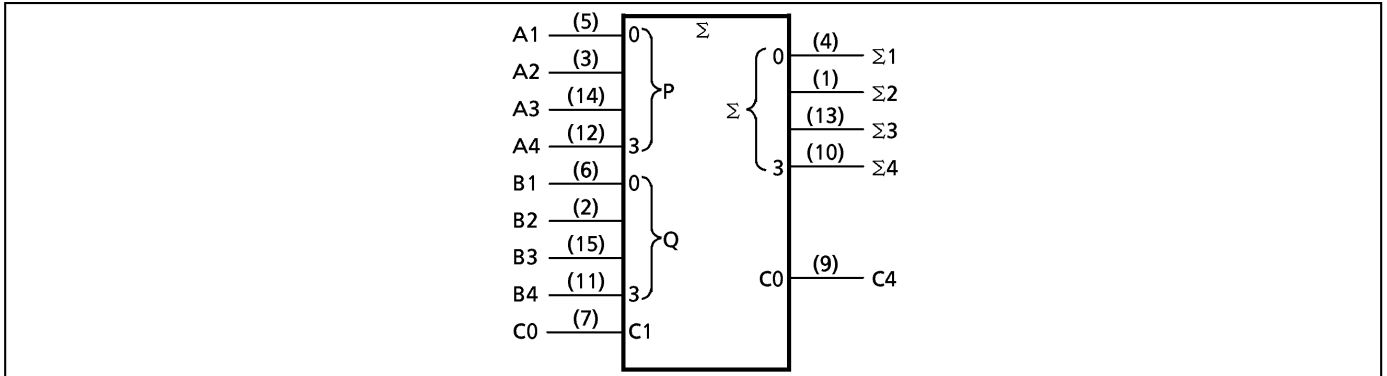 A1 (5) 0 Σ
0 (4) Σ1
A2 (3)
P
(1) Σ2
A3 (14)
Σ
(13) Σ3
A4 (12) 3
3 (10) Σ4
B1 (6) 0
B2 (2)
Q
B3 (15)
C0 (9) C4
B4 (11) 3
C0 (7) C1